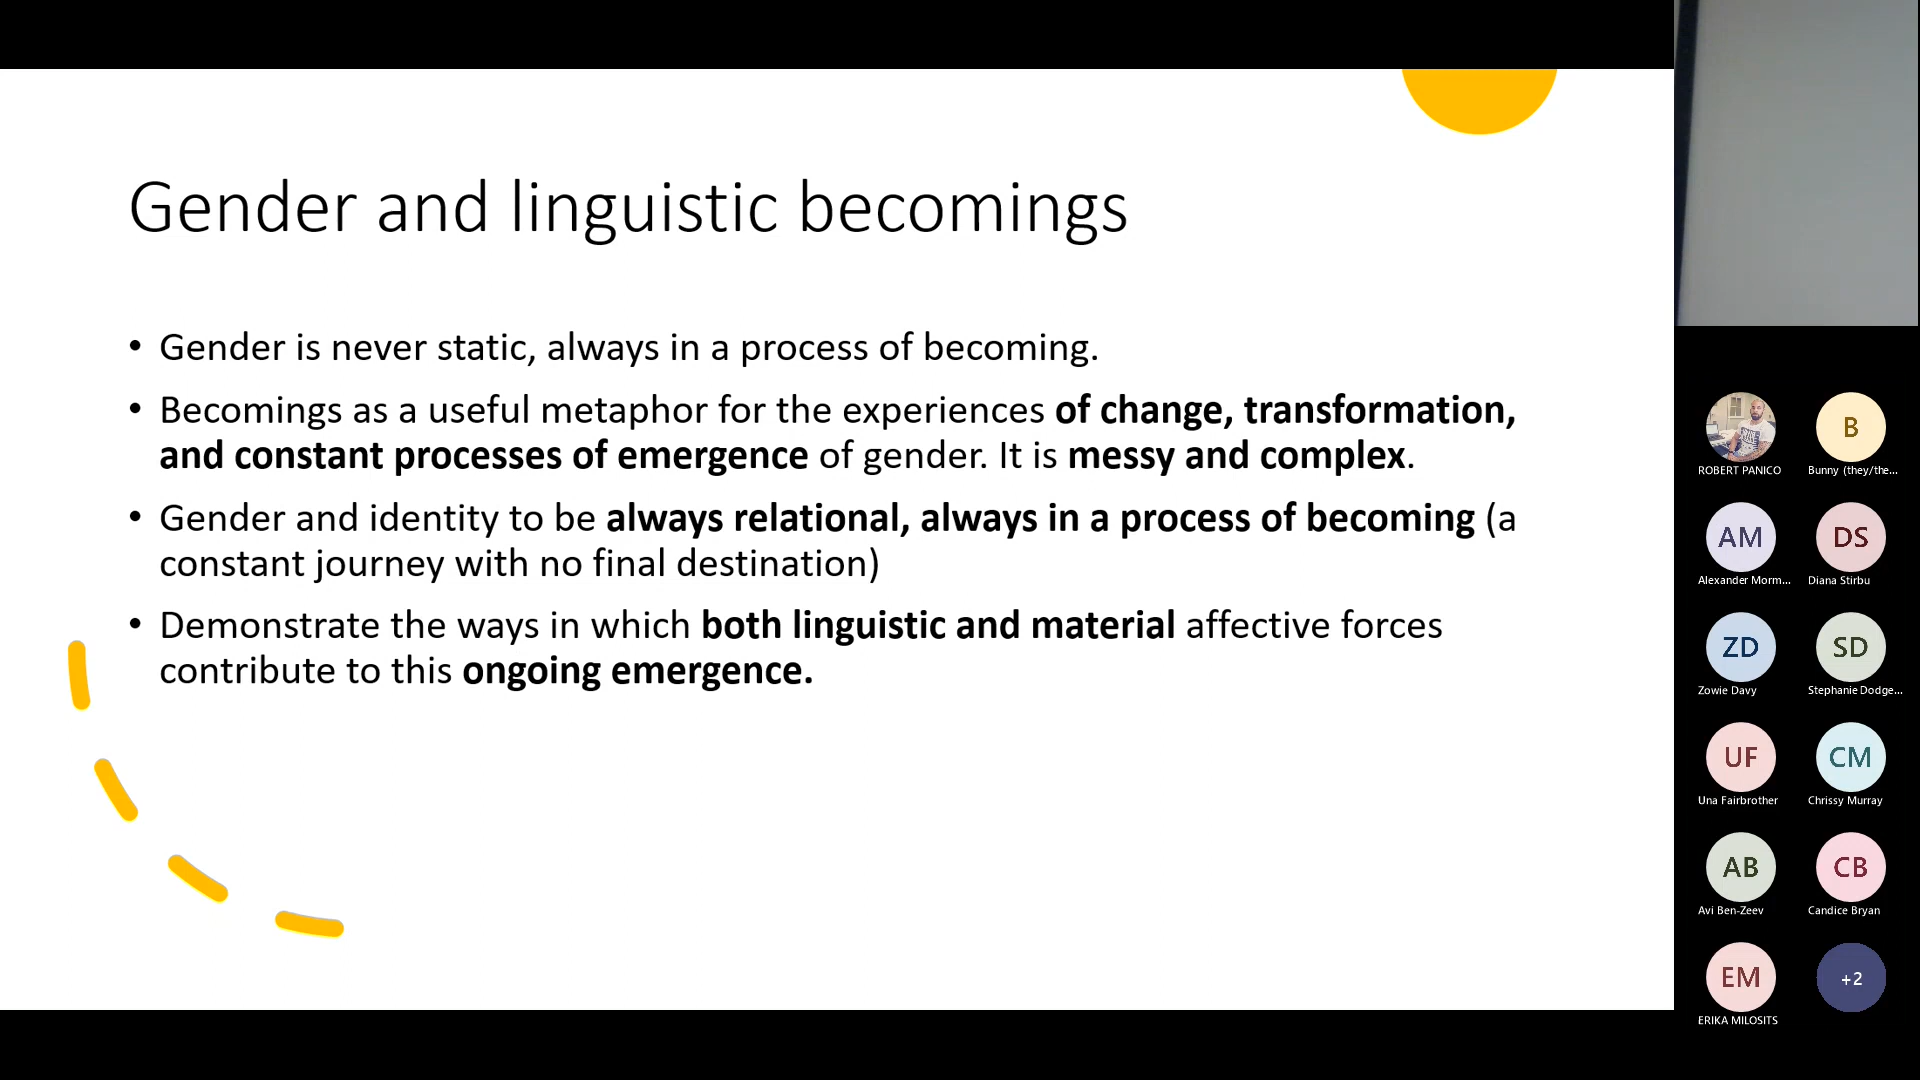 Gender and linguistic becomings
• Gender is never static, always in a process of becoming.
• Becomings as a useful metaphor for the experiences of change, transformation,
and constant processes of emergence of gender. It is messy and complex.
• Gender and identity to be always relational, always in a process of becoming (a
constant journey with no final destination)
• Demonstrate the ways in which both linguistic and material affective forces
contribute to this ongoing emergence.
B
ROBERT PANICO
Bunny (they/the...
AM
DS
Alexander Morm...
Diana Stirbu
ZD
SD
Zowie Davy
Stephanie Dodge...
UF
CM
Una Fairbrother
Chrissy Murray
AB
CB
Avi Ben-Zeev
Candice Bryan
EM
+2
ERIKA MILOSITS